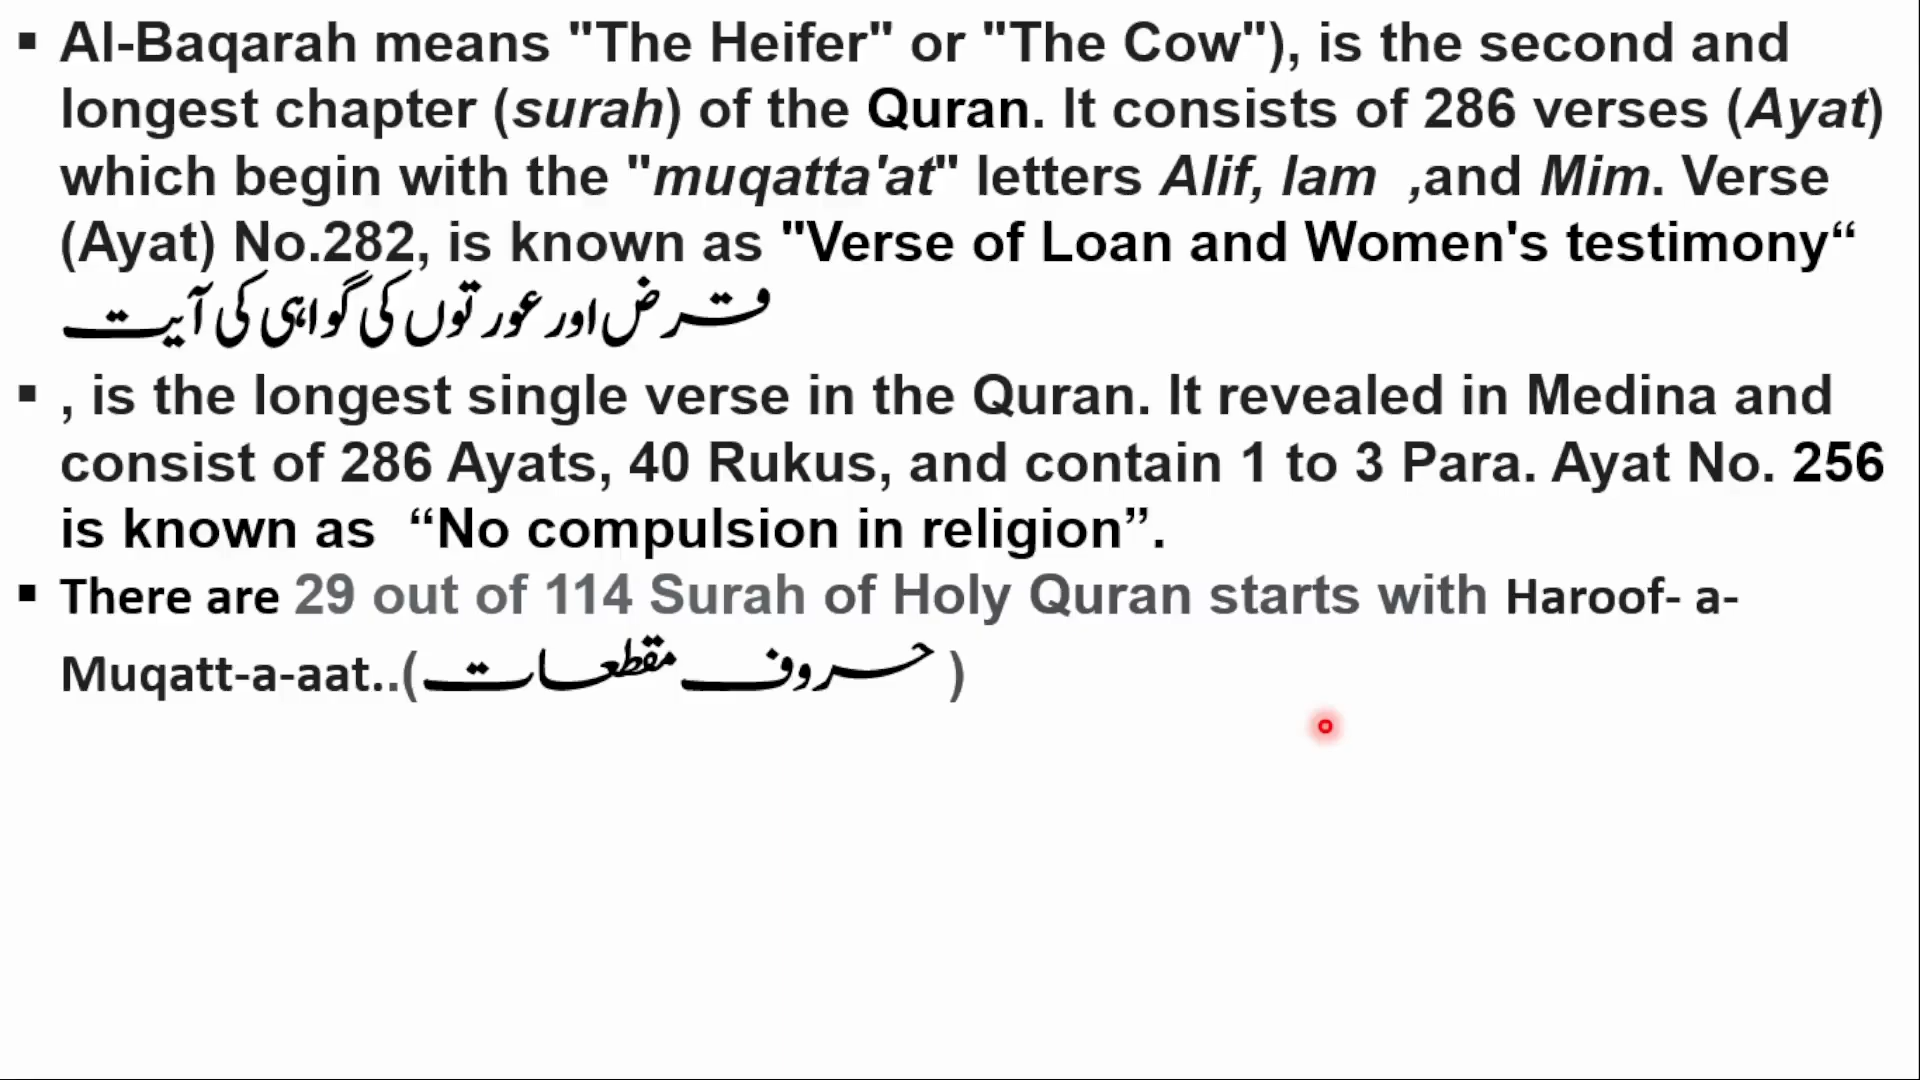 ▪ Al-Baqarah means "The Heifer" or "The Cow"), is the second and
longest chapter (surah) of the Quran. It consists of 286 verses (Ayat)
which begin with the "muqatta'at" letters Alif, lam ,and Mim. Verse
(Ayat) No.282, is known as "Verse of Loan and Women's testimony“
قرض اور عورتوں کی گواہی کی آیت
▪ , is the longest single verse in the Quran. It revealed in Medina and
consist of 286 Ayats, 40 Rukus, and contain 1 to 3 Para. Ayat No. 256
is known as “No compulsion in religion”.
▪ There are 29 out of 114 Surah of Holy Quran starts with Haroof- a-
Muqatt-a-aat..(حروف مقطعات )